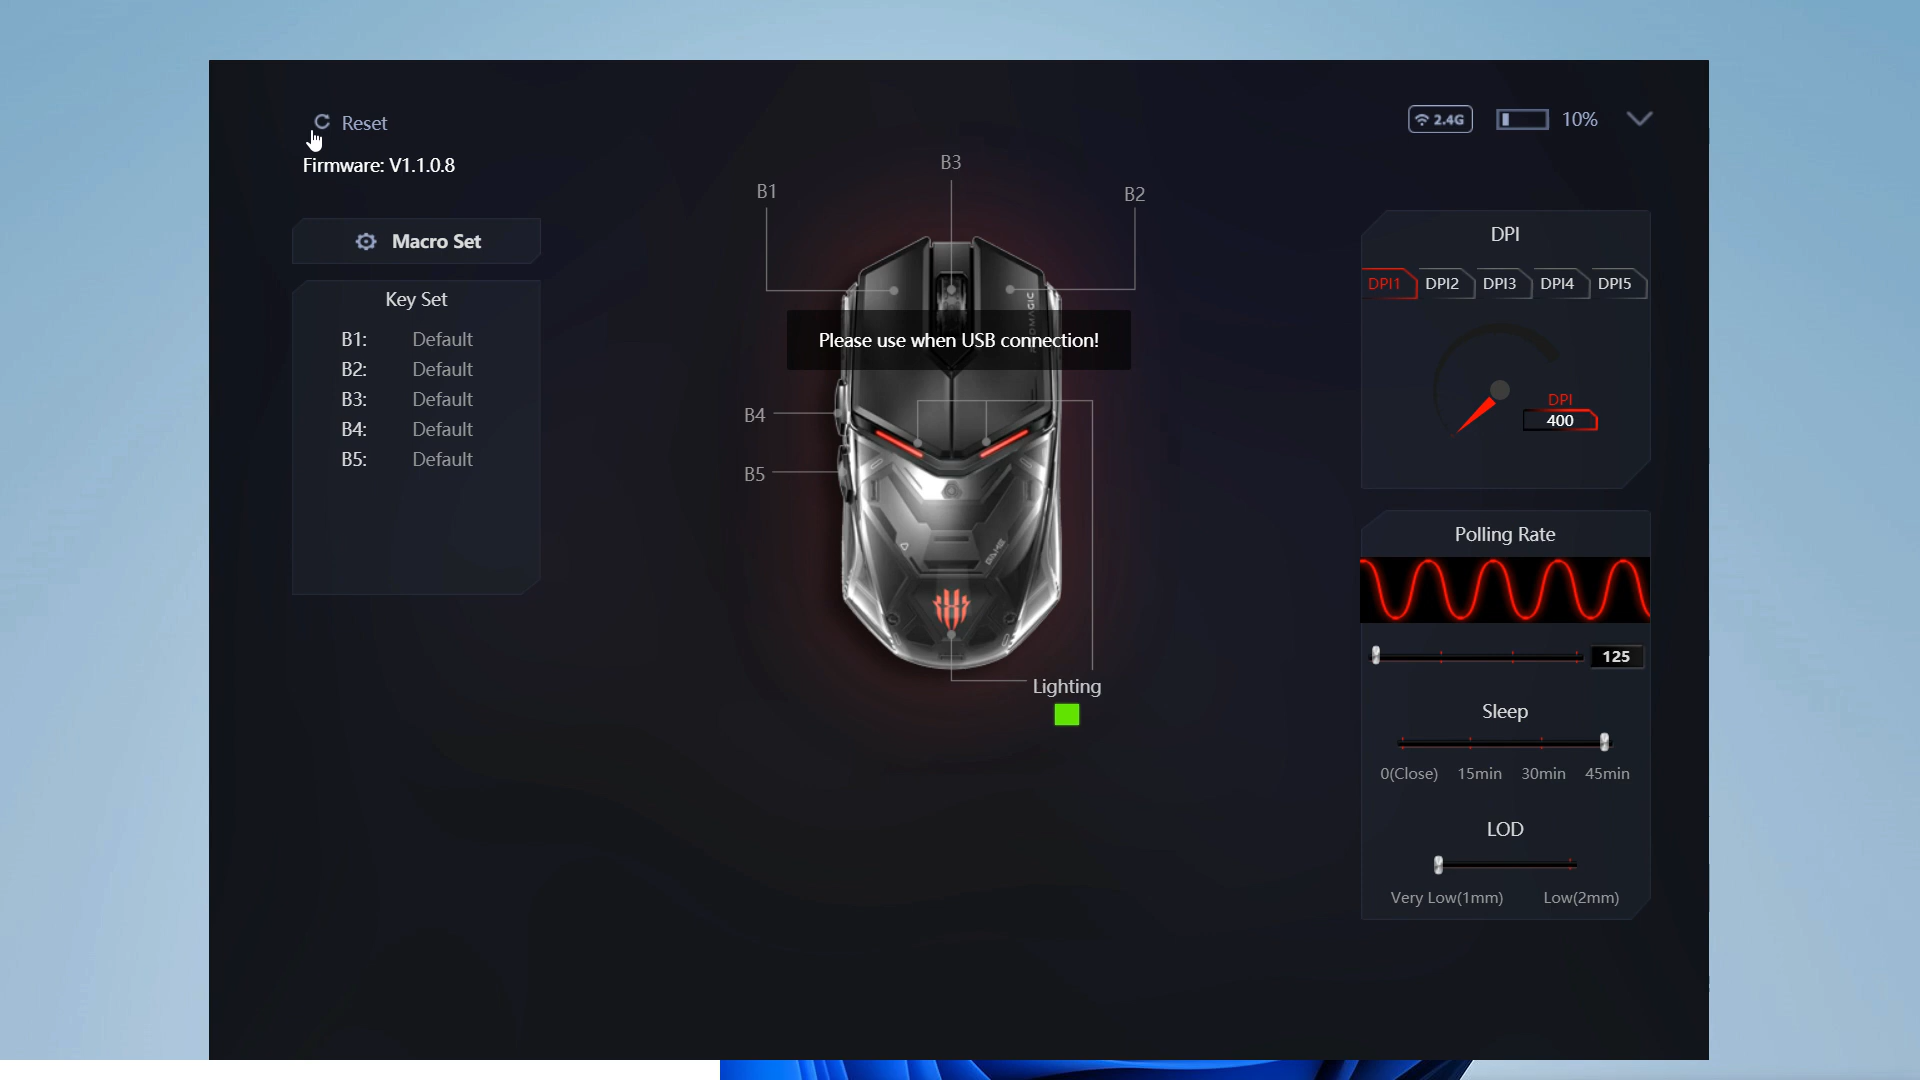 Reset
Firmware: V1.1.0.8
2.4G
10%
Macro Set
Key Set
B1: Default
B2: Default
B3: Default
B4: Default
B5: Default
B3
B1
B2
Please use when USB connection!
B4
B5
GAME
Lighting
DPI
DPI1 DPI2 DPI3 DPI4 DPI5
DPI
400
Polling Rate
125
Sleep
0(Close) 15min 30min 45min
LOD
Very Low(1mm) Low(2mm)